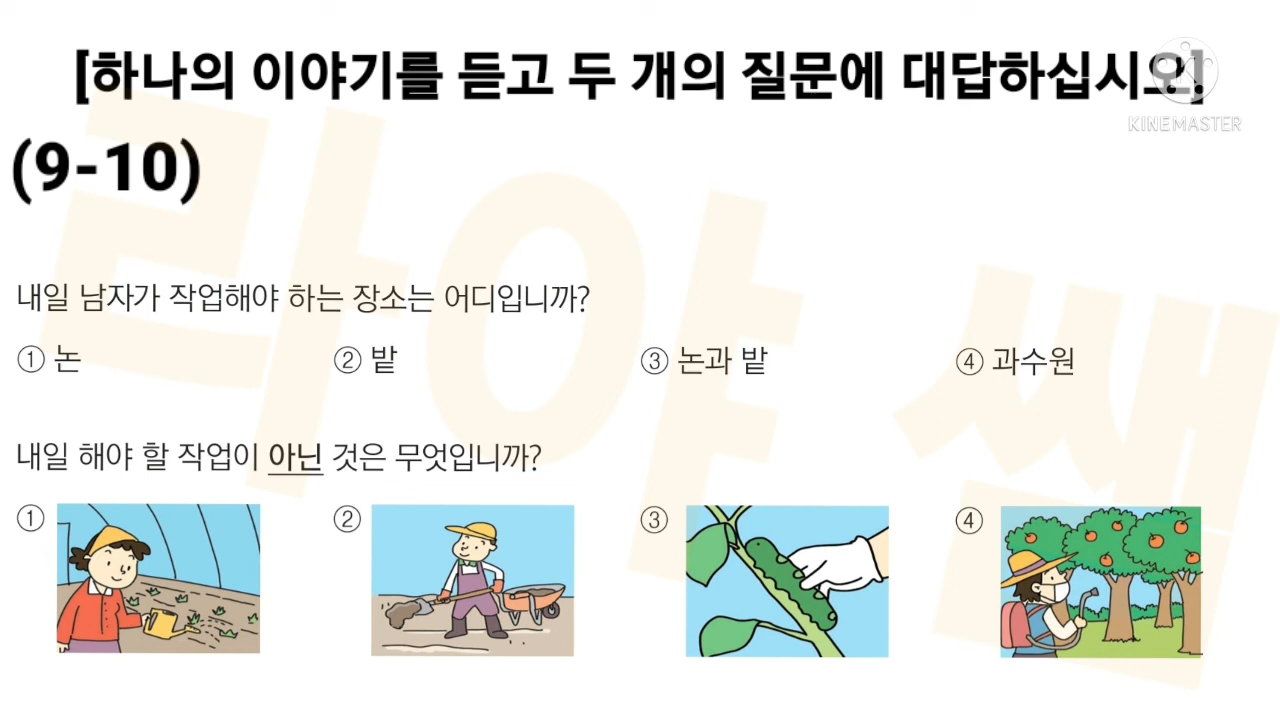 [하나의 이야기를 듣고 두 개의 질문에 대답하십시오]
KINEMASTER
(9-10)
내일 남자가 작업해야 하는 장소는 어디입니까?
① 논 ② 밭 ③ 논과 밭 ④ 과수원
내일 해야 할 작업이 아닌 것은 무엇입니까?
① ② ③ ④
라야 쌤